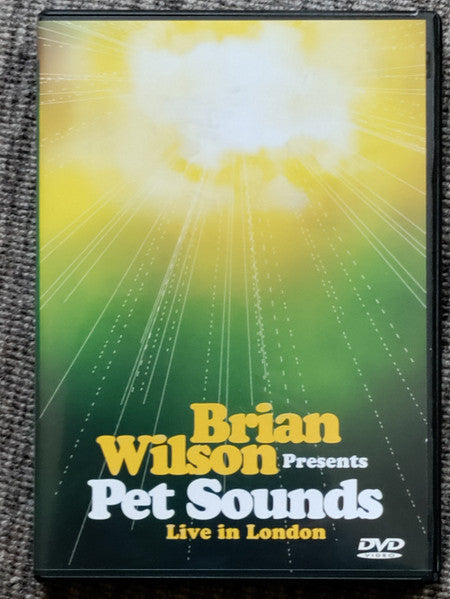 Brian
Wilson Presents
Pet Sounds
Live in London
DVD
VIDEO